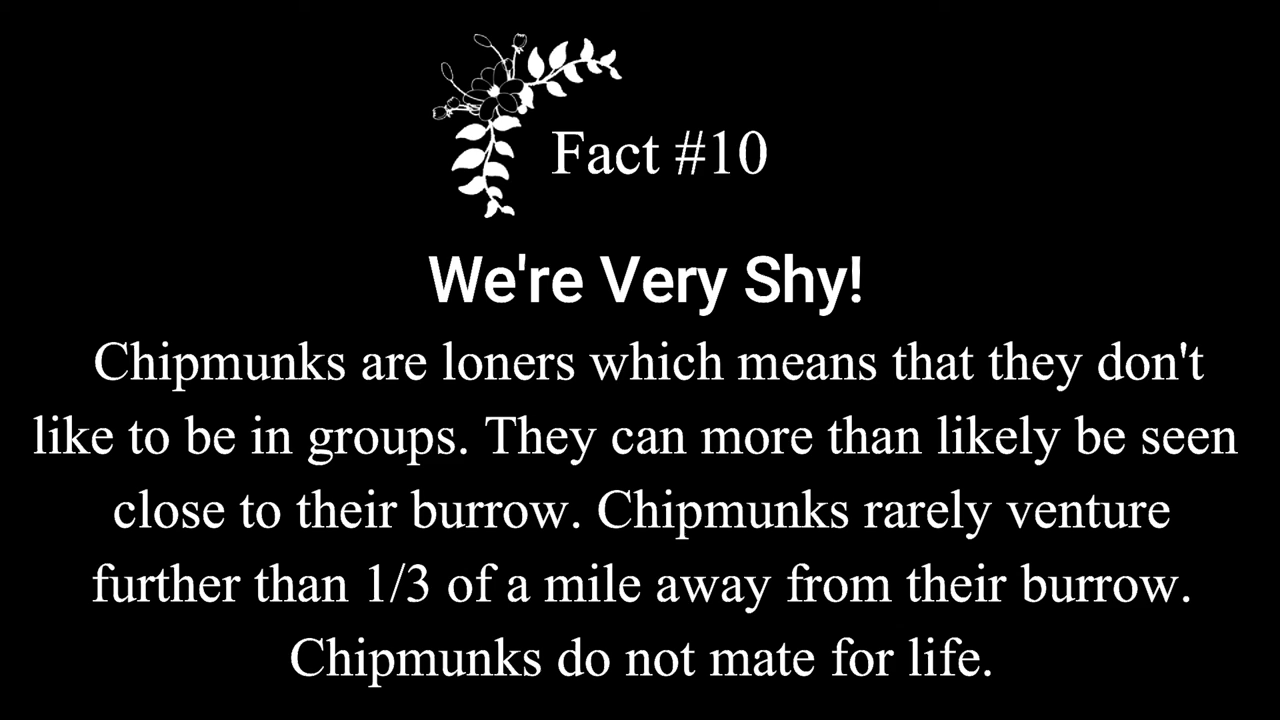 Fact #10
We're Very Shy!
Chipmunks are loners which means that they don't
like to be in groups. They can more than likely be seen
close to their burrow. Chipmunks rarely venture
further than 1/3 of a mile away from their burrow.
Chipmunks do not mate for life.